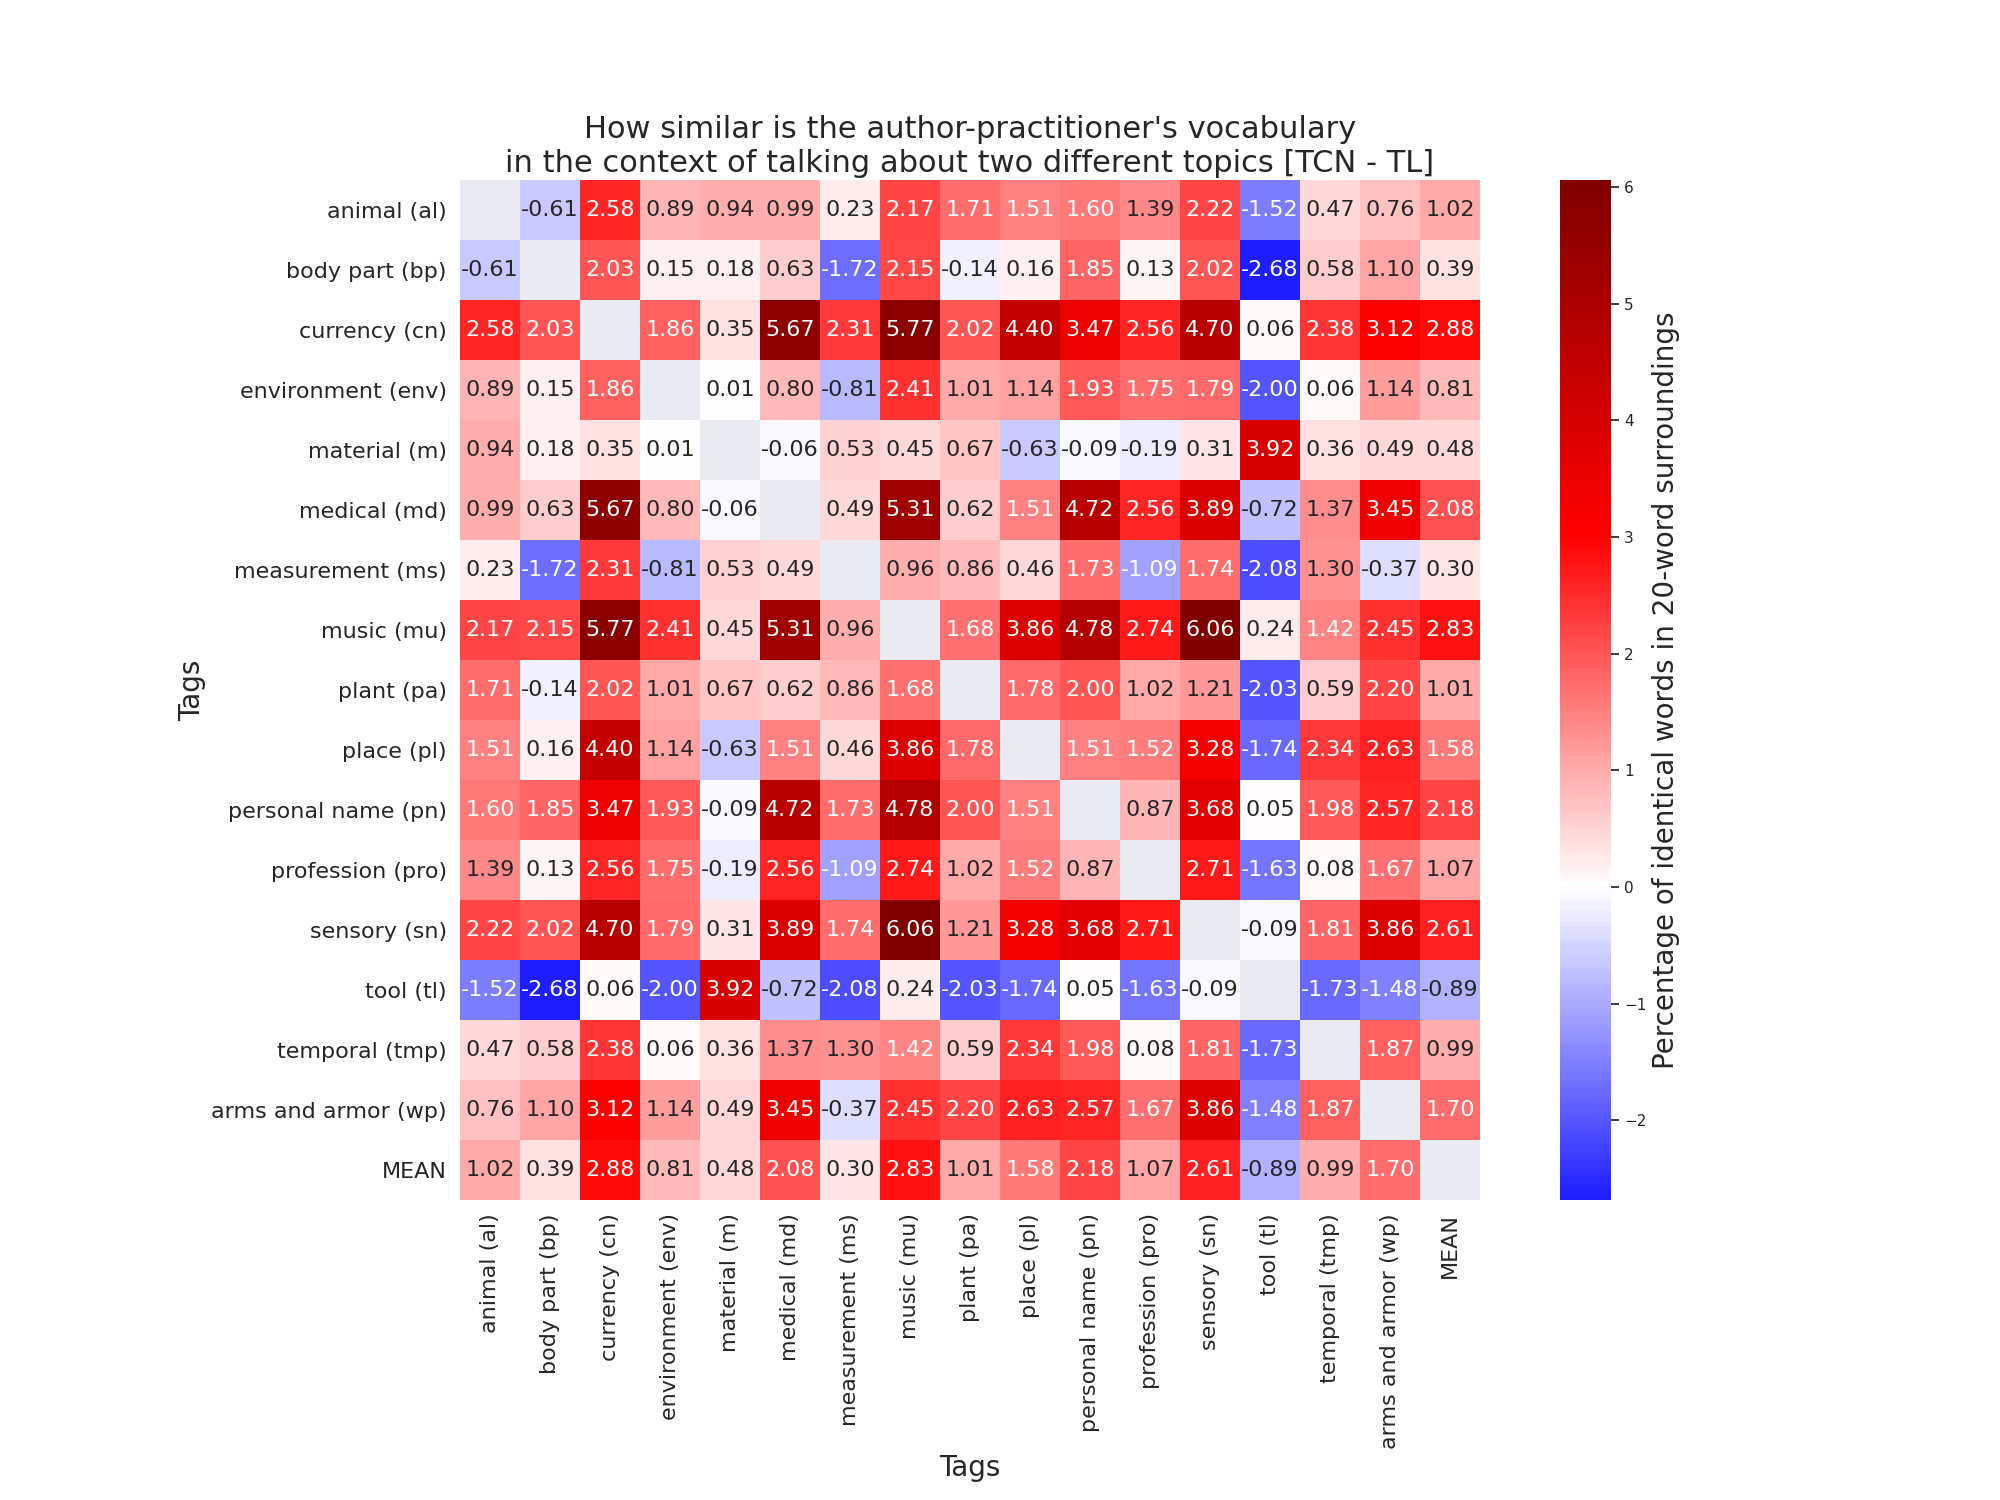 How similar is the author-practitioner's vocabulary
in the context of talking about two different topics [TCN - TL]
animal (al) -0.61 2.58 0.89 0.94 0.99 0.23 2.17 1.71 1.51 1.60 1.39 2.22 -1.52 0.47 0.76 1.02
body part (bp) -0.61 2.03 0.15 0.18 0.63 -1.72 2.15 -0.14 0.16 1.85 0.13 2.02 -2.68 0.58 1.10 0.39
currency (cn) 2.58 2.03 1.86 0.35 5.67 2.31 5.77 2.02 4.40 3.47 2.56 4.70 0.06 2.38 3.12 2.88
environment (env) 0.89 0.15 1.86 0.01 0.80 -0.81 2.41 1.01 1.14 1.93 1.75 1.79 -2.00 0.06 1.14 0.81
material (m) 0.94 0.18 0.35 0.01 -0.06 0.53 0.45 0.67 -0.63 -0.09 -0.19 0.31 3.92 0.36 0.49 0.48
medical (md) 0.99 0.63 5.67 0.80 -0.06 0.49 5.31 0.62 1.51 4.72 2.56 3.89 -0.72 1.37 3.45 2.08
measurement (ms) 0.23 -1.72 2.31 -0.81 0.53 0.49 0.96 0.86 0.46 1.73 -1.09 1.74 -2.08 1.30 -0.37 0.30
music (mu) 2.17 2.15 5.77 2.41 0.45 5.31 0.96 1.68 3.86 4.78 2.74 6.06 0.24 1.42 2.45 2.83
plant (pa) 1.71 -0.14 2.02 1.01 0.67 0.62 0.86 1.68 1.78 2.00 1.02 1.21 -2.03 0.59 2.20 1.01
place (pl) 1.51 0.16 4.40 1.14 -0.63 1.51 0.46 3.86 1.78 1.51 1.52 3.28 -1.74 2.34 2.63 1.58
personal name (pn) 1.60 1.85 3.47 1.93 -0.09 4.72 1.73 4.78 2.00 1.51 0.87 3.68 0.05 1.98 2.57 2.18
profession (pro) 1.39 0.13 2.56 1.75 -0.19 2.56 -1.09 2.74 1.02 1.52 0.87 2.71 -1.63 0.08 1.67 1.07
sensory (sn) 2.22 2.02 4.70 1.79 0.31 3.89 1.74 6.06 1.21 3.28 3.68 2.71 -0.09 1.81 3.86 2.61
tool (tl) -1.52 -2.68 0.06 -2.00 3.92 -0.72 -2.08 0.24 -2.03 -1.74 0.05 -1.63 -0.09 -1.73 -1.48 -0.89
temporal (tmp) 0.47 0.58 2.38 0.06 0.36 1.37 1.30 1.42 0.59 2.34 1.98 0.08 1.81 -1.73 1.87 0.99
arms and armor (wp) 0.76 1.10 3.12 1.14 0.49 3.45 -0.37 2.45 2.20 2.63 2.57 1.67 3.86 -1.48 1.87 1.70
MEAN 1.02 0.39 2.88 0.81 0.48 2.08 0.30 2.83 1.01 1.58 2.18 1.07 2.61 -0.89 0.99 1.70
Tags
animal (al)
body part (bp)
currency (cn)
environment (env)
material (m)
medical (md)
measurement (ms)
music (mu)
plant (pa)
place (pl)
personal name (pn)
profession (pro)
sensory (sn)
tool (tl)
temporal (tmp)
arms and armor (wp)
MEAN
Tags
6
5
4
3
2
1
0
−1
−2
Percentage of identical words in 20-word surroundings